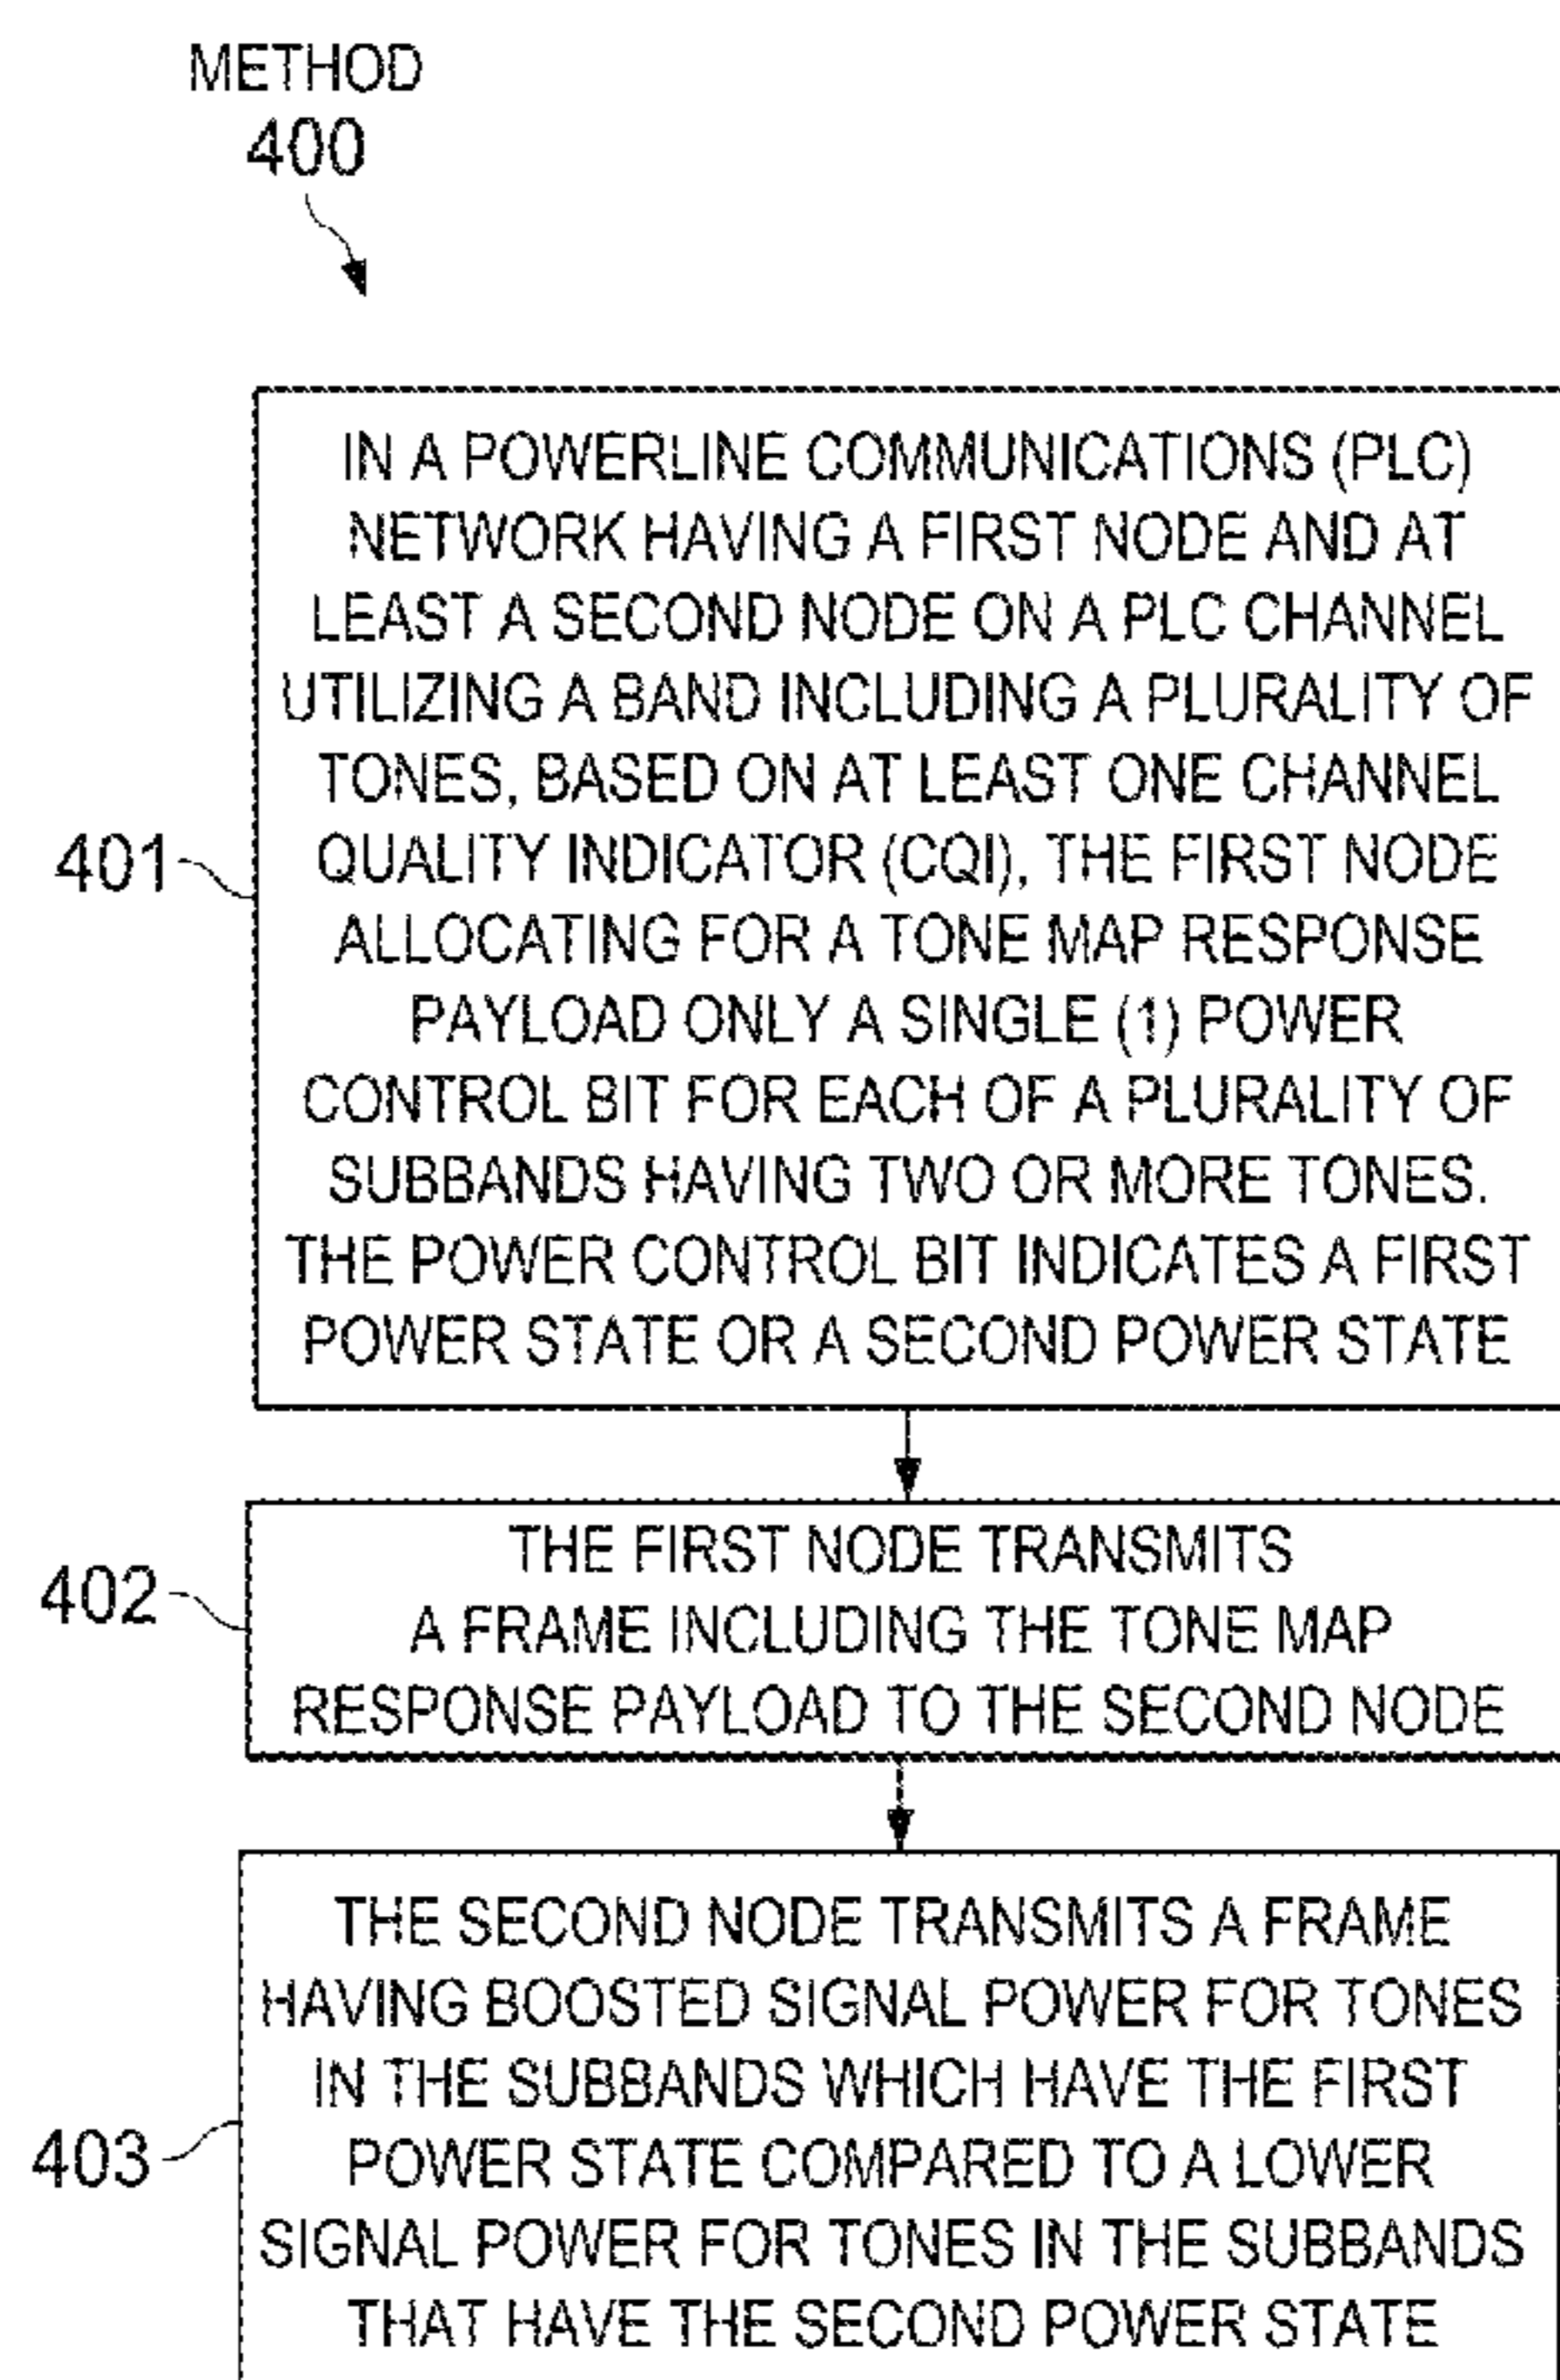 METHOD
400
IN A POWERLINE COMMUNICATIONS (PLC)
NETWORK HAVING A FIRST NODE AND AT
LEAST A SECOND NODE ON A PLC CHANNEL
UTILIZING A BAND INCLUDING A PLURALITY OF
TONES, BASED ON AT LEAST ONE CHANNEL
401
QUALITY INDICATOR (CQI), THE FIRST NODE
ALLOCATING FOR A TONE MAP RESPONSE
PAYLOAD ONLY A SINGLE (1) POWER
CONTROL BIT FOR EACH OF A PLURALITY OF
SUBBANDS HAVING TWO OR MORE TONES.
THE POWER CONTROL BIT INDICATES A FIRST
POWER STATE OR A SECOND POWER STATE
THE FIRST NODE TRANSMITS
402
A FRAME INCLUDING THE TONE MAP
RESPONSE PAYLOAD TO THE SECOND NODE
THE SECOND NODE TRANSMITS A FRAME
HAVING BOOSTED SIGNAL POWER FOR TONES
IN THE SUBBANDS WHICH HAVE THE FIRST
403
POWER STATE COMPARED TO A LOWER
SIGNAL POWER FOR TONES IN THE SUBBANDS
THAT HAVE THE SECOND POWER STATE